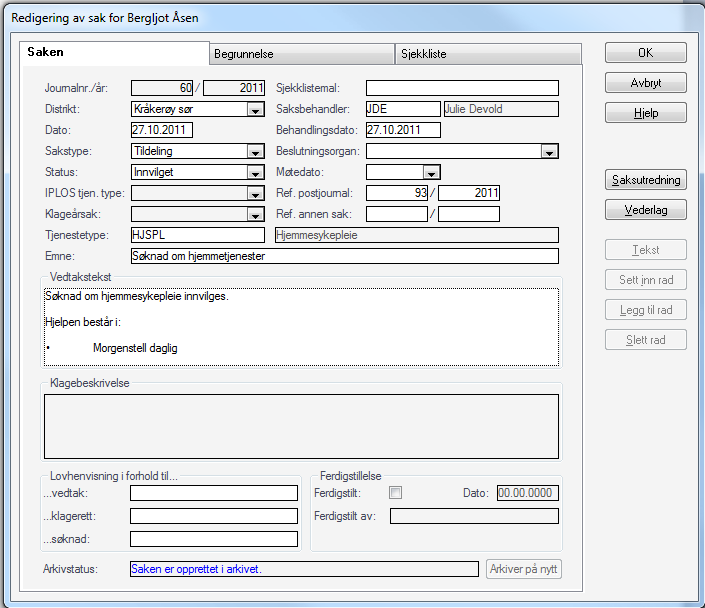 Redigering av sak for Bergljot Åsen
Saken Begrunnelse Sjekkliste
Journalnr./år: 60 / 2011 Sjekklistemal:
Distrikt: Kråkerøy sør Saksbehandler: JDE Julie Devold
Dato: 27.10.2011 Behandlingsdato: 27.10.2011
Sakstype: Tildeling Beslutningsorgan:
Status: Innvilget Møtedato:
IPLOS tjen. type: Ref. postjournal: 93 / 2011
Klageårsak: Ref. annen sak: /
Tjenestetype: HJSPL Hjemmesykepleie
Emne: Søknad om hjemmetjenester
Vedtakstekst
Søknad om hjemmesykepleie innvilges.
Hjelpen består i:
• Morgenstell daglig
Klagebeskrivelse
Lovhenvisning i forhold til...
...vedtak:
...klagerett:
...søknad:
Ferdigstillelse
Ferdigstilt: Dato: 00.00.0000
Ferdigstilt av:
Arkivstatus: Saken er opprettet i arkivet. Arkiver på nytt
OK
Avbryt
Hjelp
Saksutredning
Vederlag
Tekst
Sett inn rad
Legg til rad
Slett rad